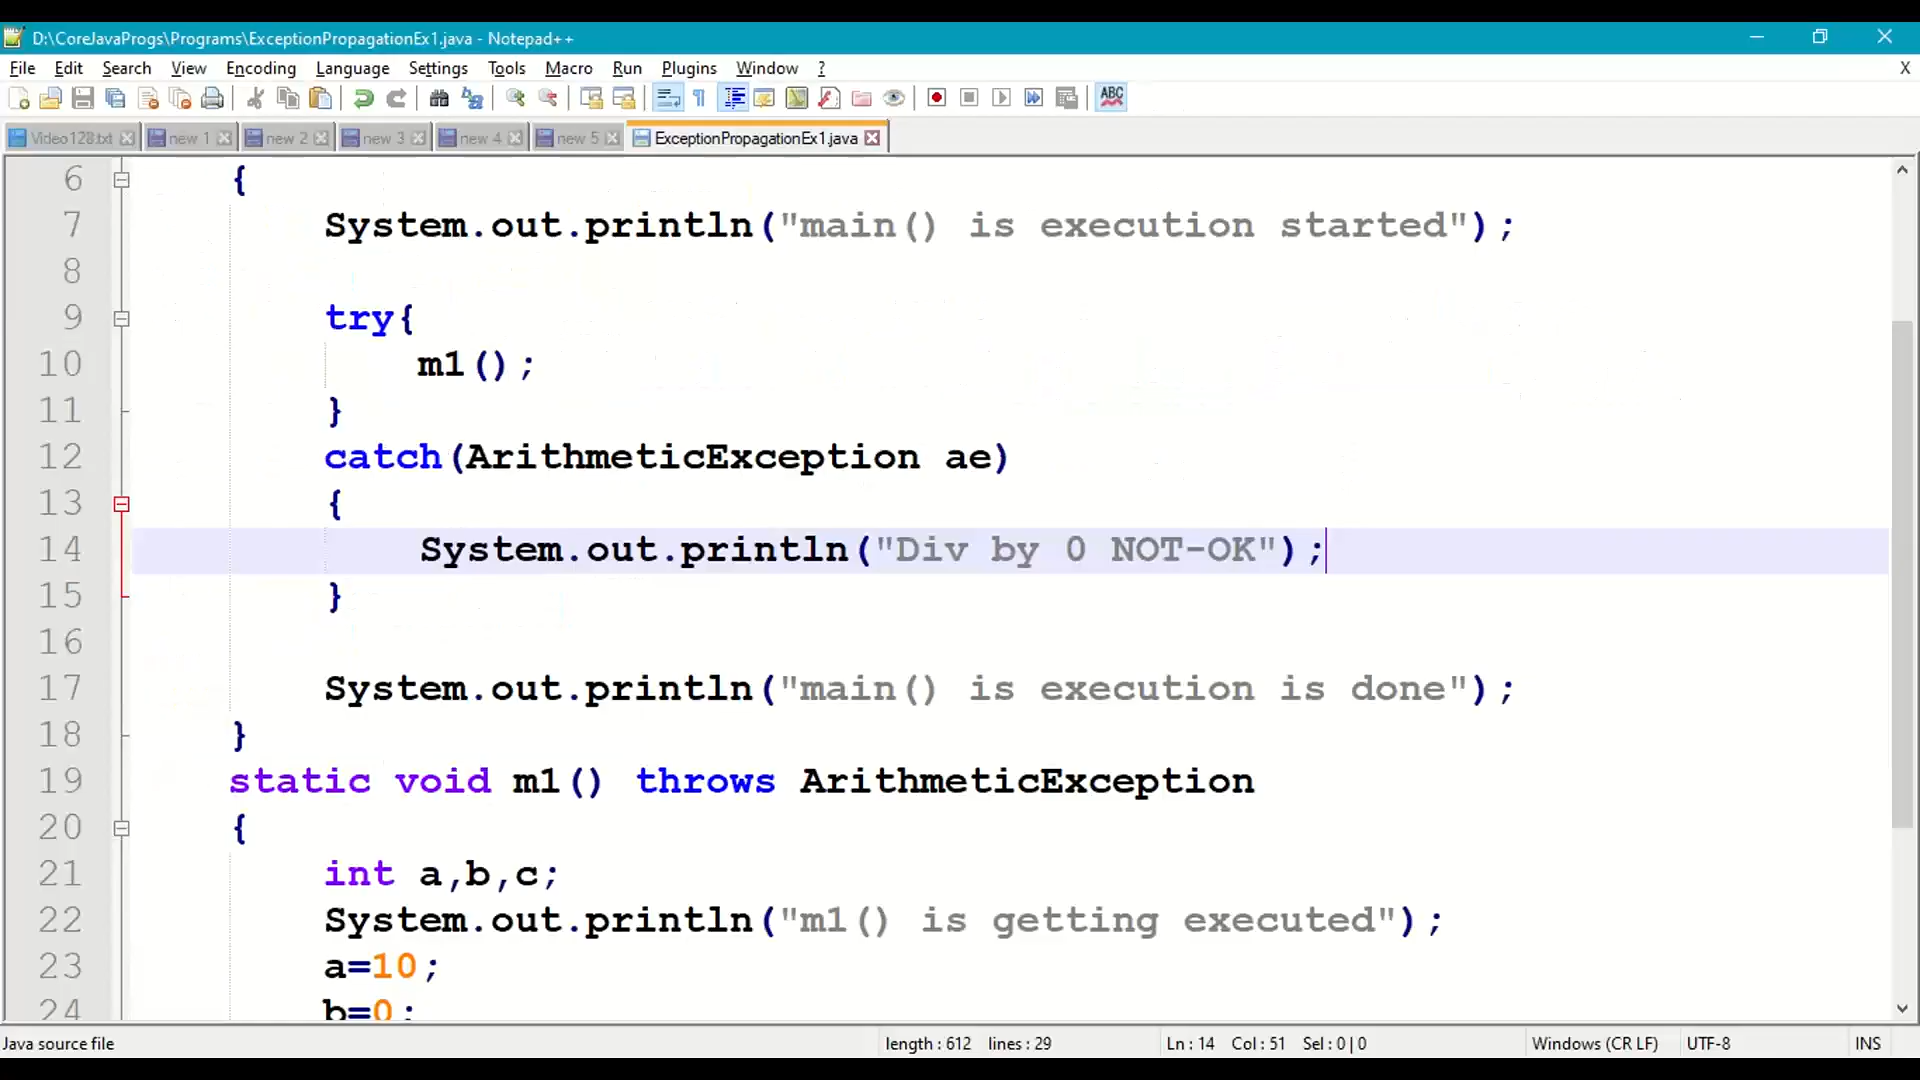 D:\CoreJavaProgs\Programs\ExceptionPropagationEx1.java - Notepad++
File Edit Search View Encoding Language Settings Tools Macro Run Plugins Window ? X
ABC
Video128.txt new 1 new 2 new 3 new 4 new 5 ExceptionPropagationEx1.java
6 {
7 System.out.println("main() is execution started");
8
9 try{
10 m1();
11 }
12 catch(ArithmeticException ae)
13 {
14 System.out.println("Div by 0 NOT-OK");
15 }
16
17 System.out.println("main() is execution is done");
18 }
19 static void m1() throws ArithmeticException
20 {
21 int a,b,c;
22 System.out.println("m1() is getting executed");
23 a=10;
24 b=0;
Java source file length : 612 lines : 29 Ln : 14 Col : 51 Sel : 0 | 0 Windows (CR LF) UTF-8 INS